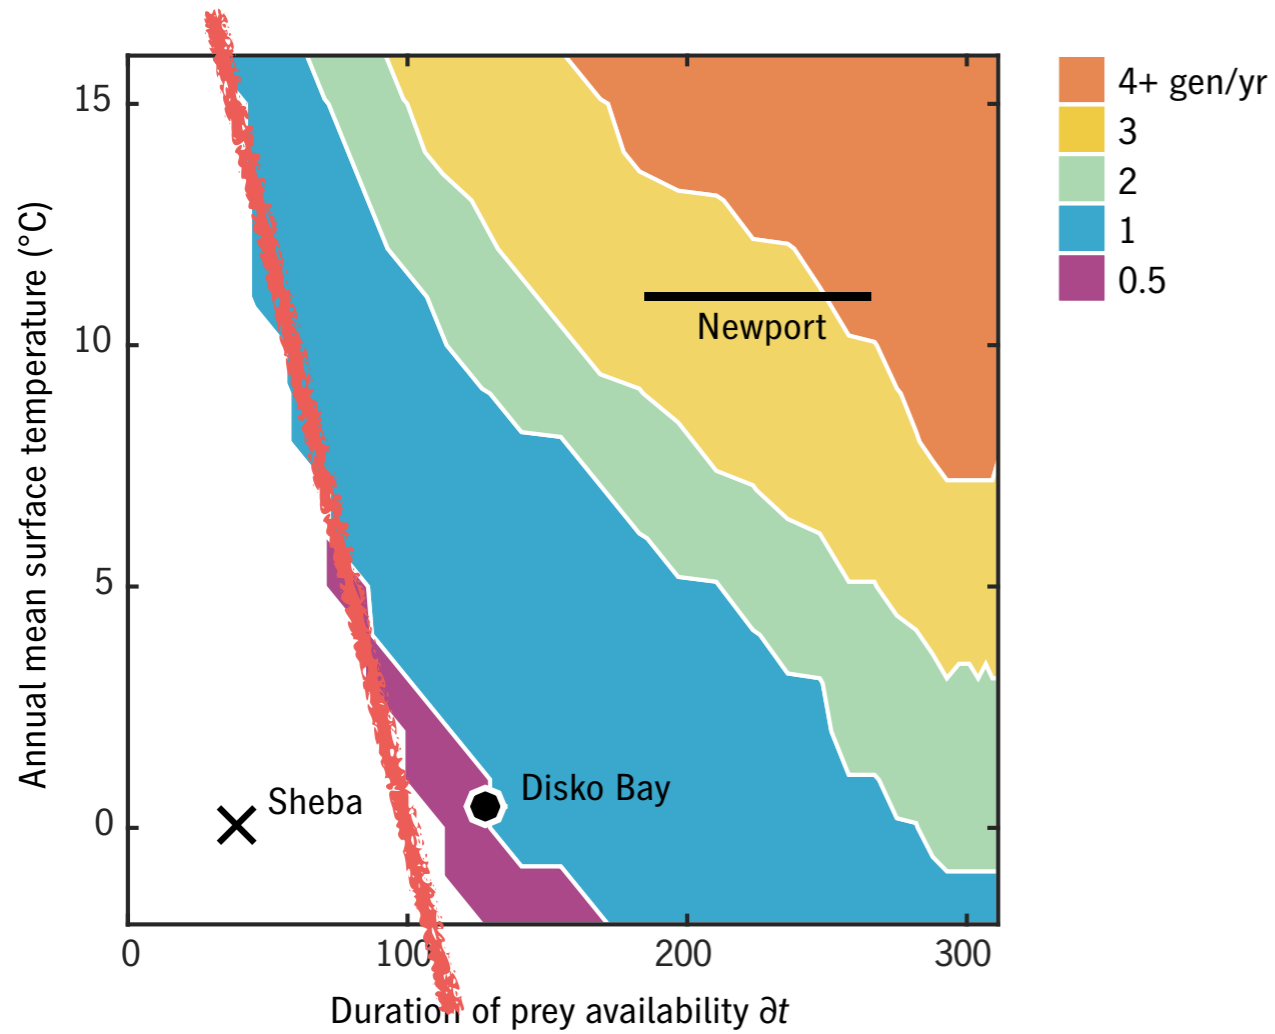 15
10
5
0
Annual mean surface temperature (°C)
0
100
200
300
Duration of prey availability ∂t
Sheba
Disko Bay
Newport
4+ gen/yr
3
2
1
0.5